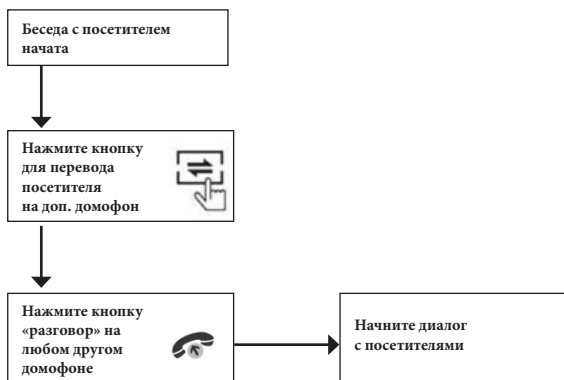 Беседа с посетителем
начата
Нажмите кнопку
для перевода
посетителя
на доп. домофон
Нажмите кнопку
«разговор» на
любом другом
домофоне
Начните диалог
с посетителями